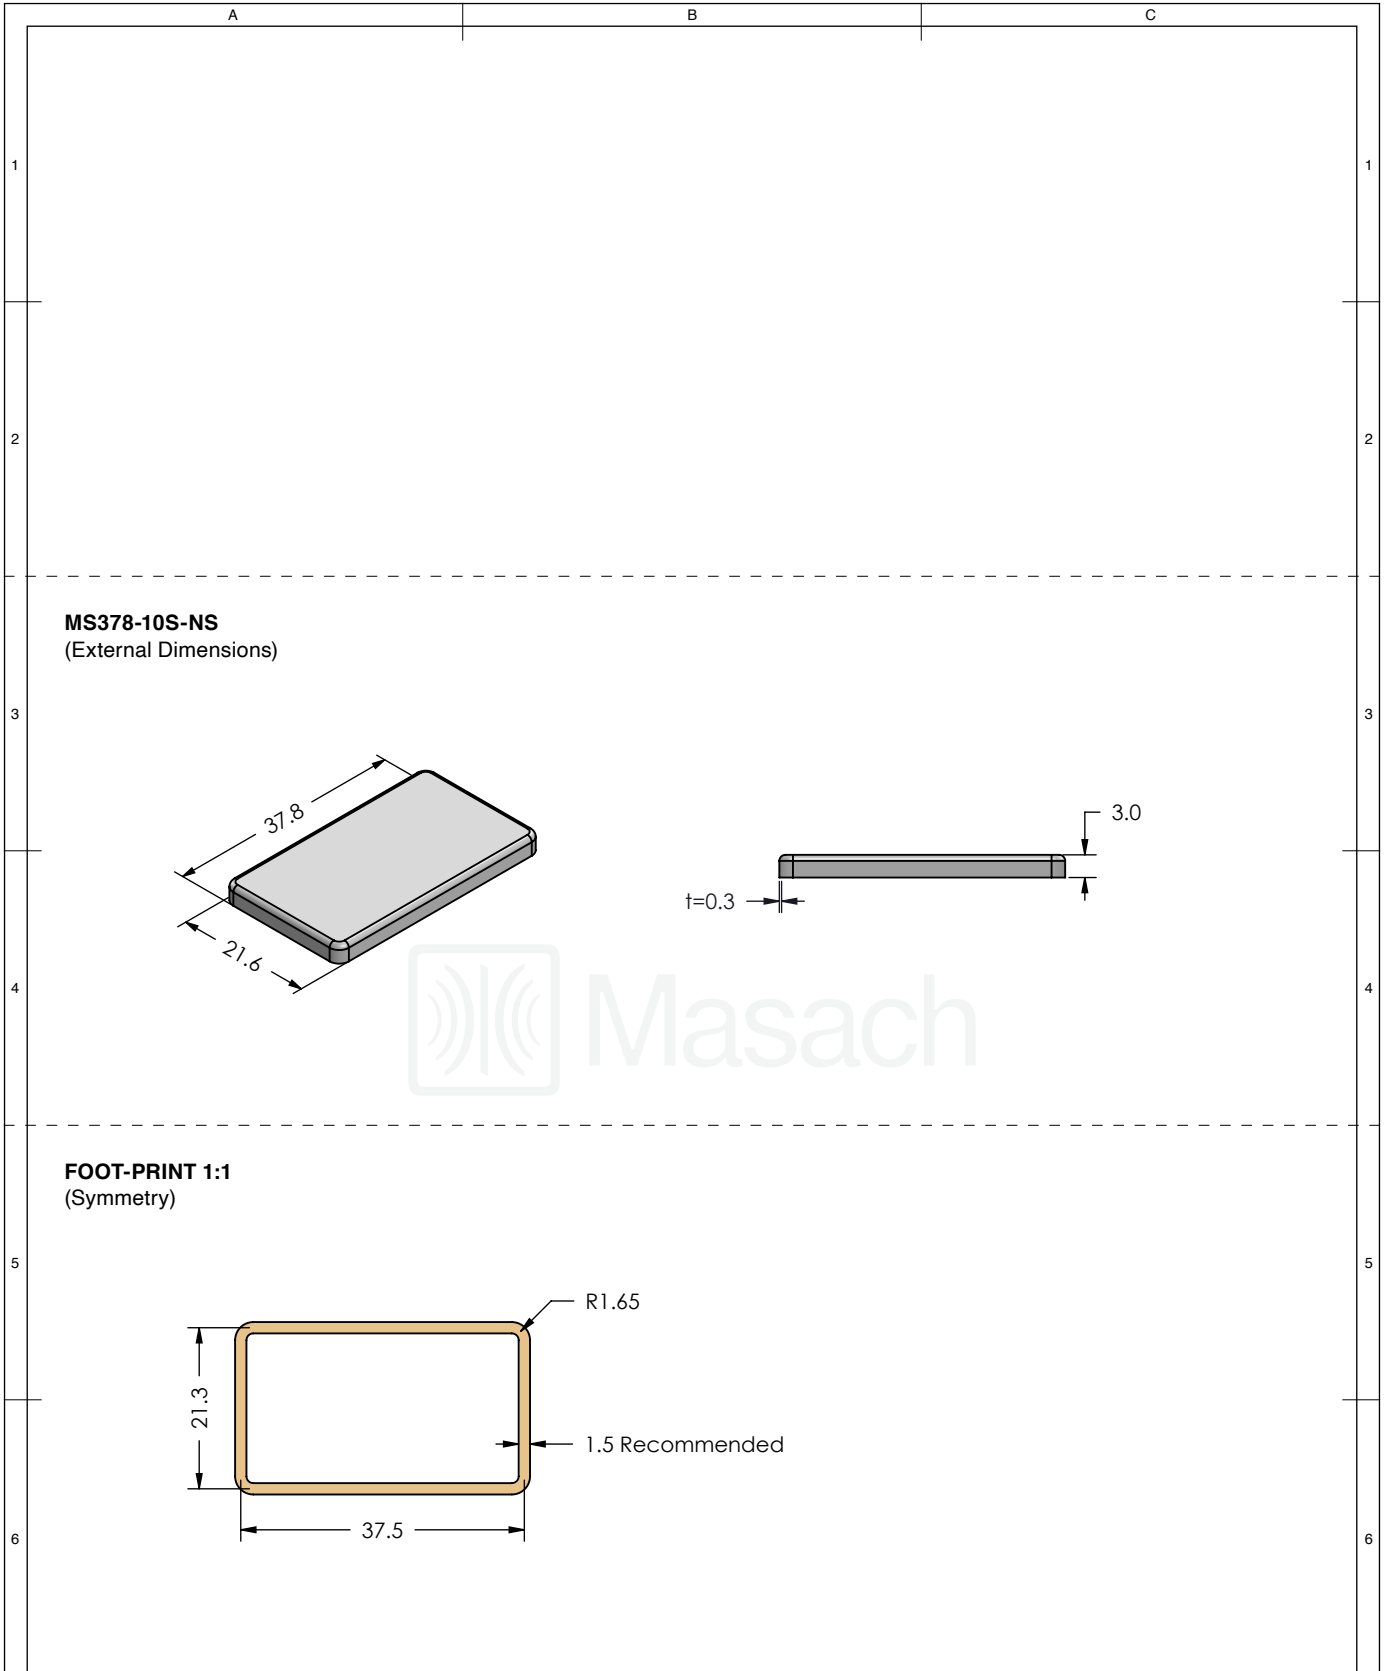 A B C
1 1
2 2
MS378-10S-NS
(External Dimensions)
3 3
37.8
3.0
t=0.3
21.6
4 4
Masach
FOOT-PRINT 1:1
(Symmetry)
5 5
R1.65
21.3
1.5 Recommended
37.5
6 6